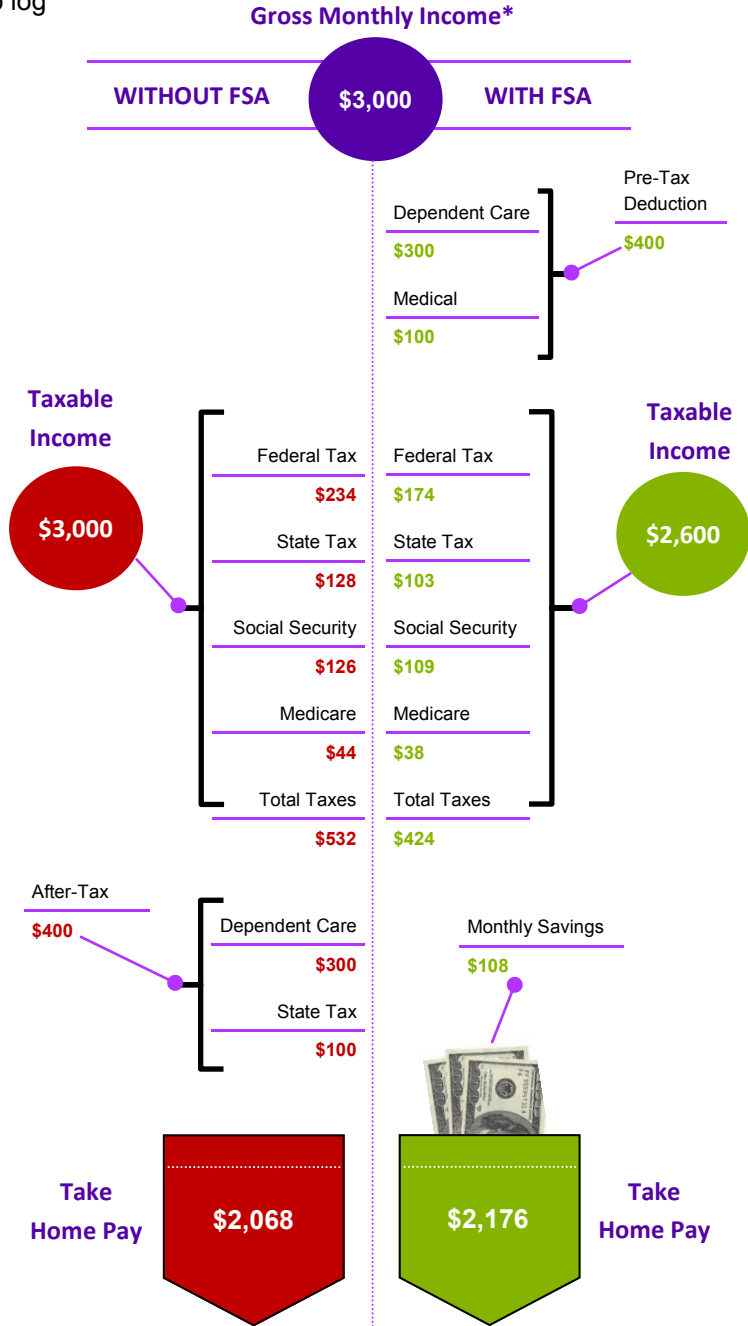 log
Gross Monthly Income*
WITHOUT FSA
$3,000
WITH FSA
Pre-Tax
Deduction
$400
Dependent Care
$300
Medical
$100
Taxable
Income
$3,000
Federal Tax
$234
State Tax
$128
Social Security
$126
Medicare
$44
Total Taxes
$532
Federal Tax
$174
State Tax
$103
Social Security
$109
Medicare
$38
Total Taxes
$424
Taxable
Income
$2,600
After-Tax
$400
Dependent Care
$300
State Tax
$100
Monthly Savings
$108
Take
Home Pay
$2,068
$2,176
Take
Home Pay